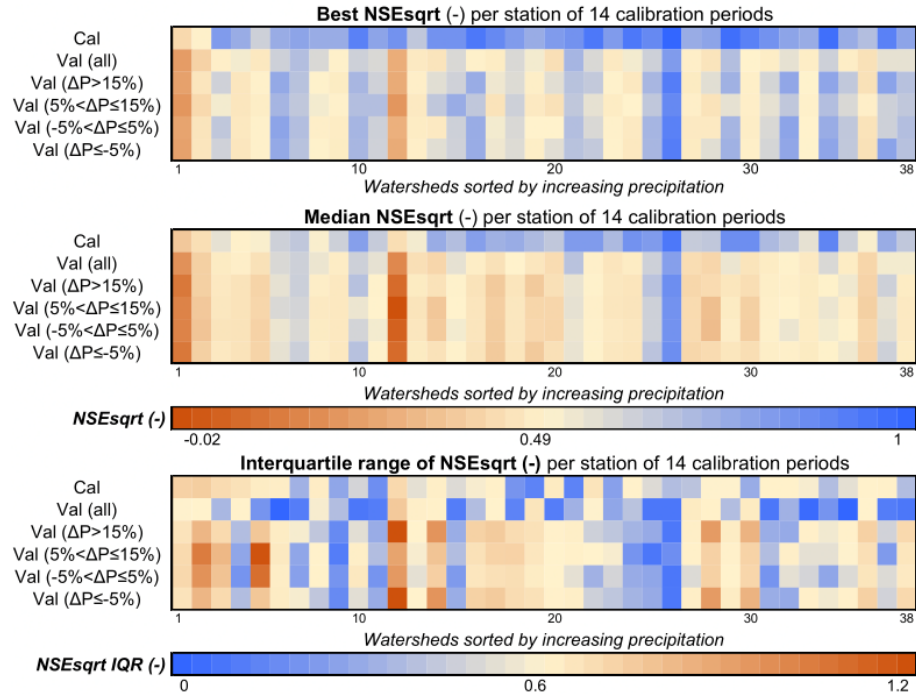 Best NSEsqrt (-) per station of 14 calibration periods
Cal
Val (all)
Val (ΔP>15%)
Val (5%<ΔP≤15%)
Val (-5%<ΔP≤5%)
Val (ΔP≤-5%)
1 10 20 30 38
Watersheds sorted by increasing precipitation
Median NSEsqrt (-) per station of 14 calibration periods
Cal
Val (all)
Val (ΔP>15%)
Val (5%<ΔP≤15%)
Val (-5%<ΔP≤5%)
Val (ΔP≤-5%)
1 10 20 30 38
Watersheds sorted by increasing precipitation
NSEsqrt (-)
-0.02 0.49 1
Interquartile range of NSEsqrt (-) per station of 14 calibration periods
Cal
Val (all)
Val (ΔP>15%)
Val (5%<ΔP≤15%)
Val (-5%<ΔP≤5%)
Val (ΔP≤-5%)
1 10 20 30 38
Watersheds sorted by increasing precipitation
NSEsqrt IQR (-)
0 0.6 1.2